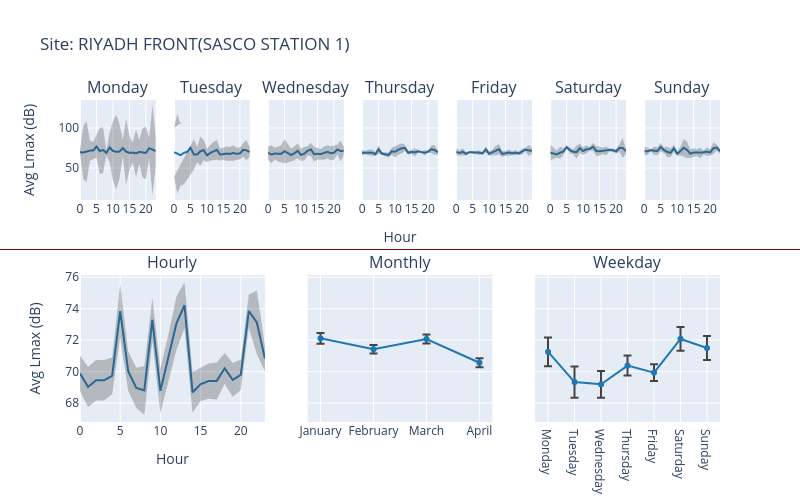 Site: RIYADH FRONT(SASCO STATION 1)
Monday Tuesday Wednesday Thursday Friday Saturday Sunday
Avg Lmax (dB)
100
50
0 5 10 15 20 0 5 10 15 20 0 5 10 15 20 0 5 10 15 20 0 5 10 15 20 0 5 10 15 20 0 5 10 15 20
Hour
Hourly Monthly Weekday
Avg Lmax (dB)
76
74
72
70
68
0 5 10 15 20 January February March April Monday Tuesday Wednesday Thursday Friday Saturday Sunday
Hour